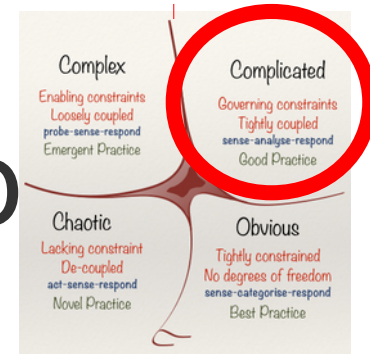 Complex
Enabling constraints
Loosely coupled
probe-sense-respond
Emergent Practice
Complicated
Governing constraints
Tightly coupled
sense-analyse-respond
Good Practice
Chaotic
Lacking constraint
De-coupled
act-sense-respond
Novel Practice
Obvious
Tightly constrained
No degrees of freedom
sense-categorise-respond
Best Practice